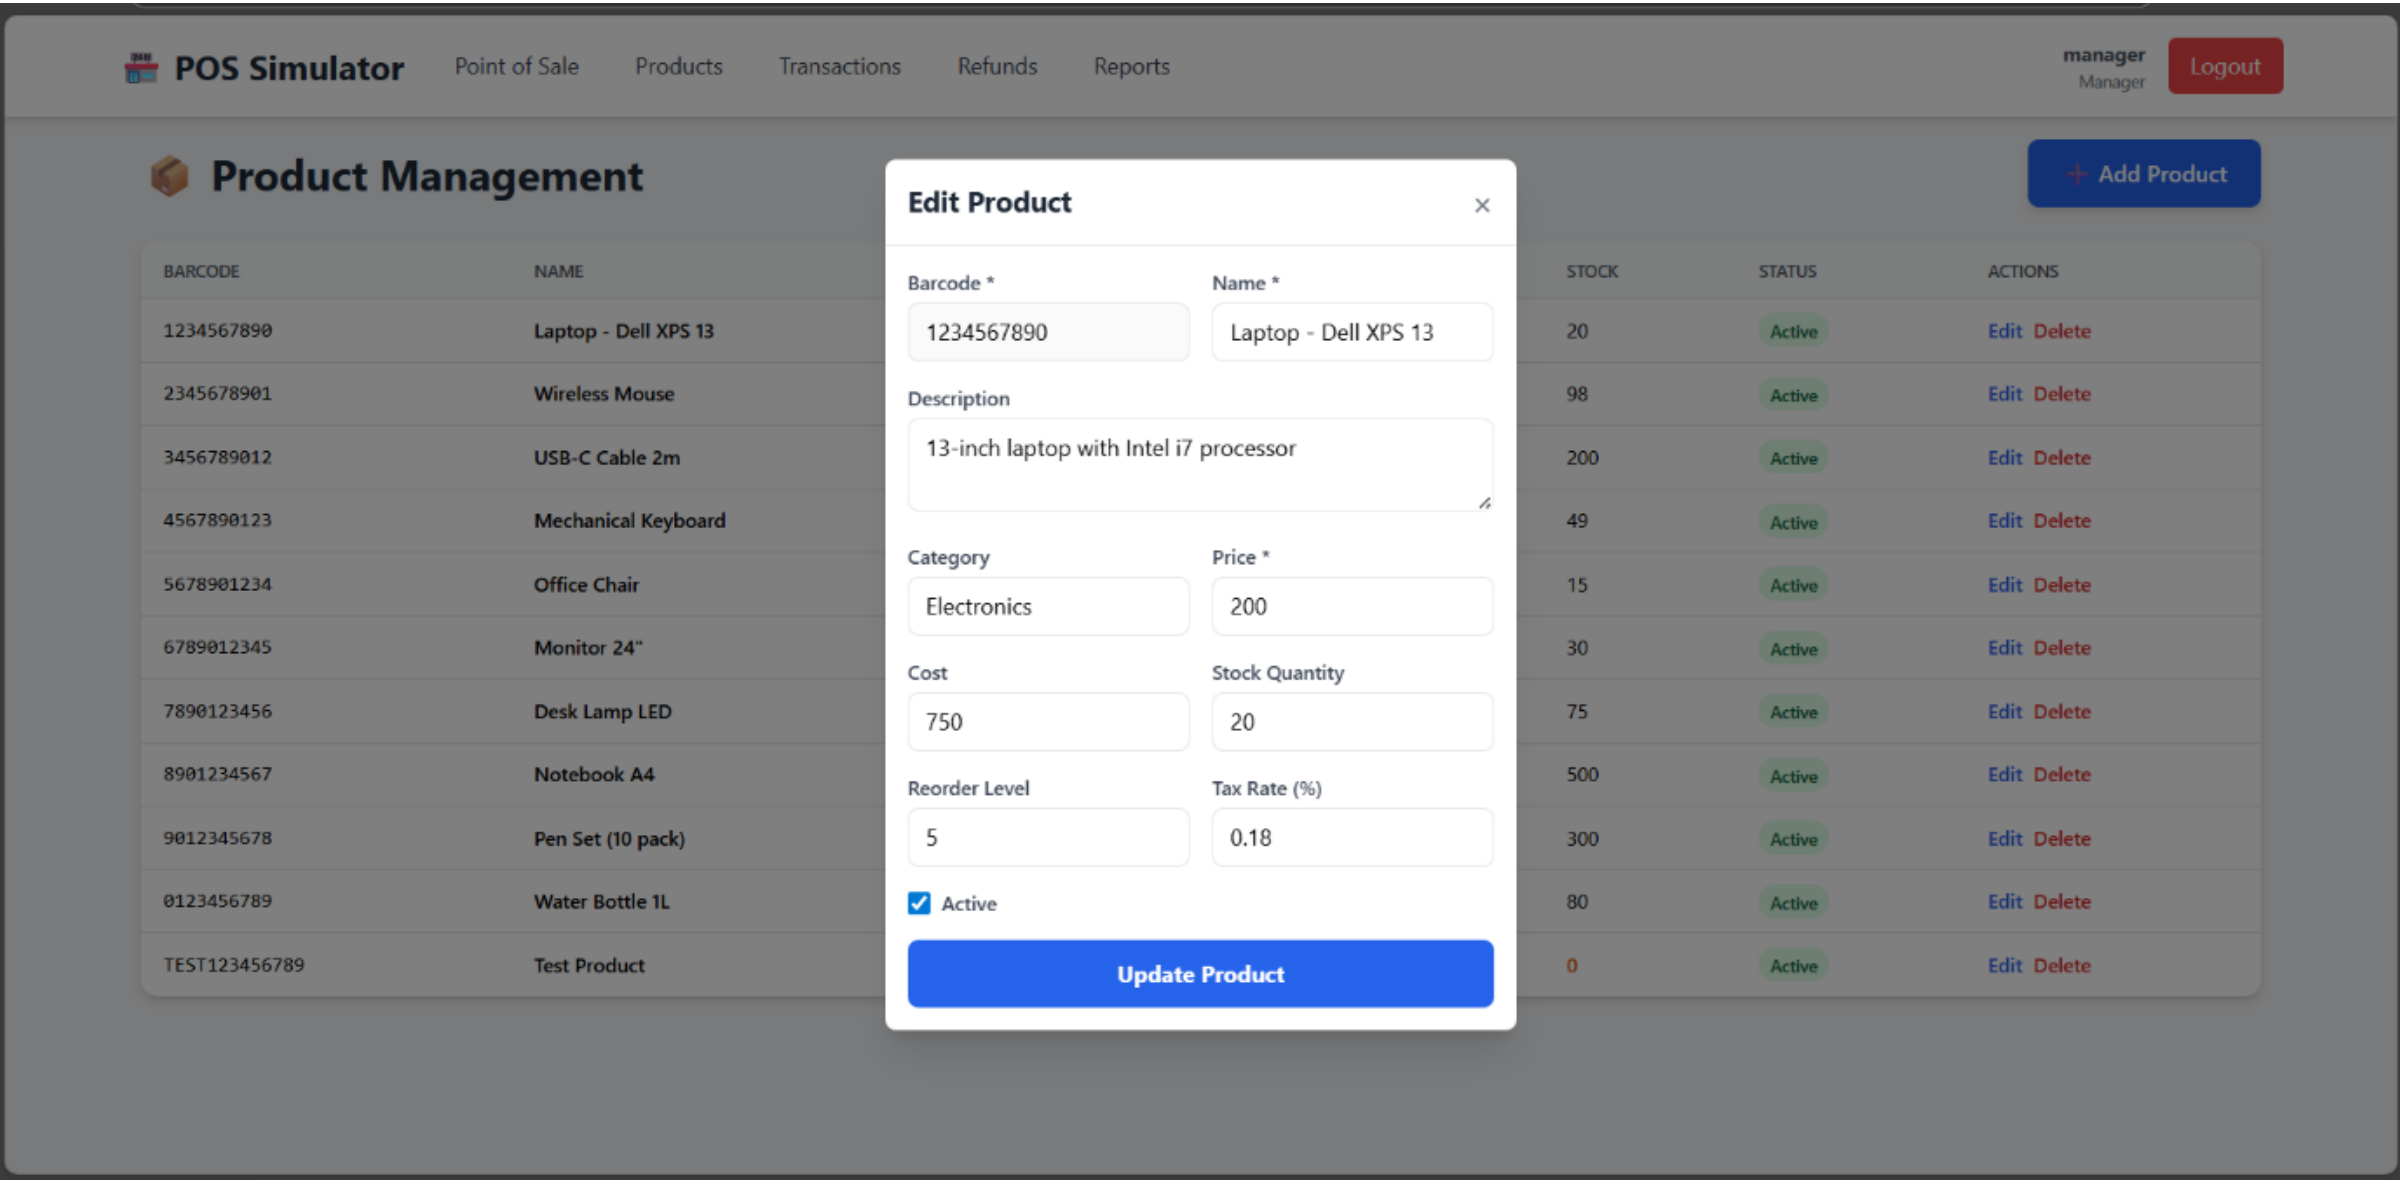 POS Simulator Point of Sale Products Transactions Refunds Reports manager Logout
Manager
Product Management Add Product
Edit Product ×
BARCODE NAME STOCK STATUS ACTIONS
Barcode * Name *
1234567890 Laptop - Dell XPS 13 1234567890 Laptop - Dell XPS 13 20 Active Edit Delete
2345678901 Wireless Mouse 98 Active Edit Delete
Description
3456789012 USB-C Cable 2m 13-inch laptop with Intel i7 processor 200 Active Edit Delete
4567890123 Mechanical Keyboard 49 Active Edit Delete
Category Price *
5678901234 Office Chair Electronics 200 15 Active Edit Delete
6789012345 Monitor 24" 30 Active Edit Delete
Cost Stock Quantity
7890123456 Desk Lamp LED 750 20 75 Active Edit Delete
8901234567 Notebook A4 500 Active Edit Delete
Reorder Level Tax Rate (%)
9012345678 Pen Set (10 pack) 5 0.18 300 Active Edit Delete
0123456789 Water Bottle 1L Active 80 Active Edit Delete
TEST123456789 Test Product Update Product 0 Active Edit Delete